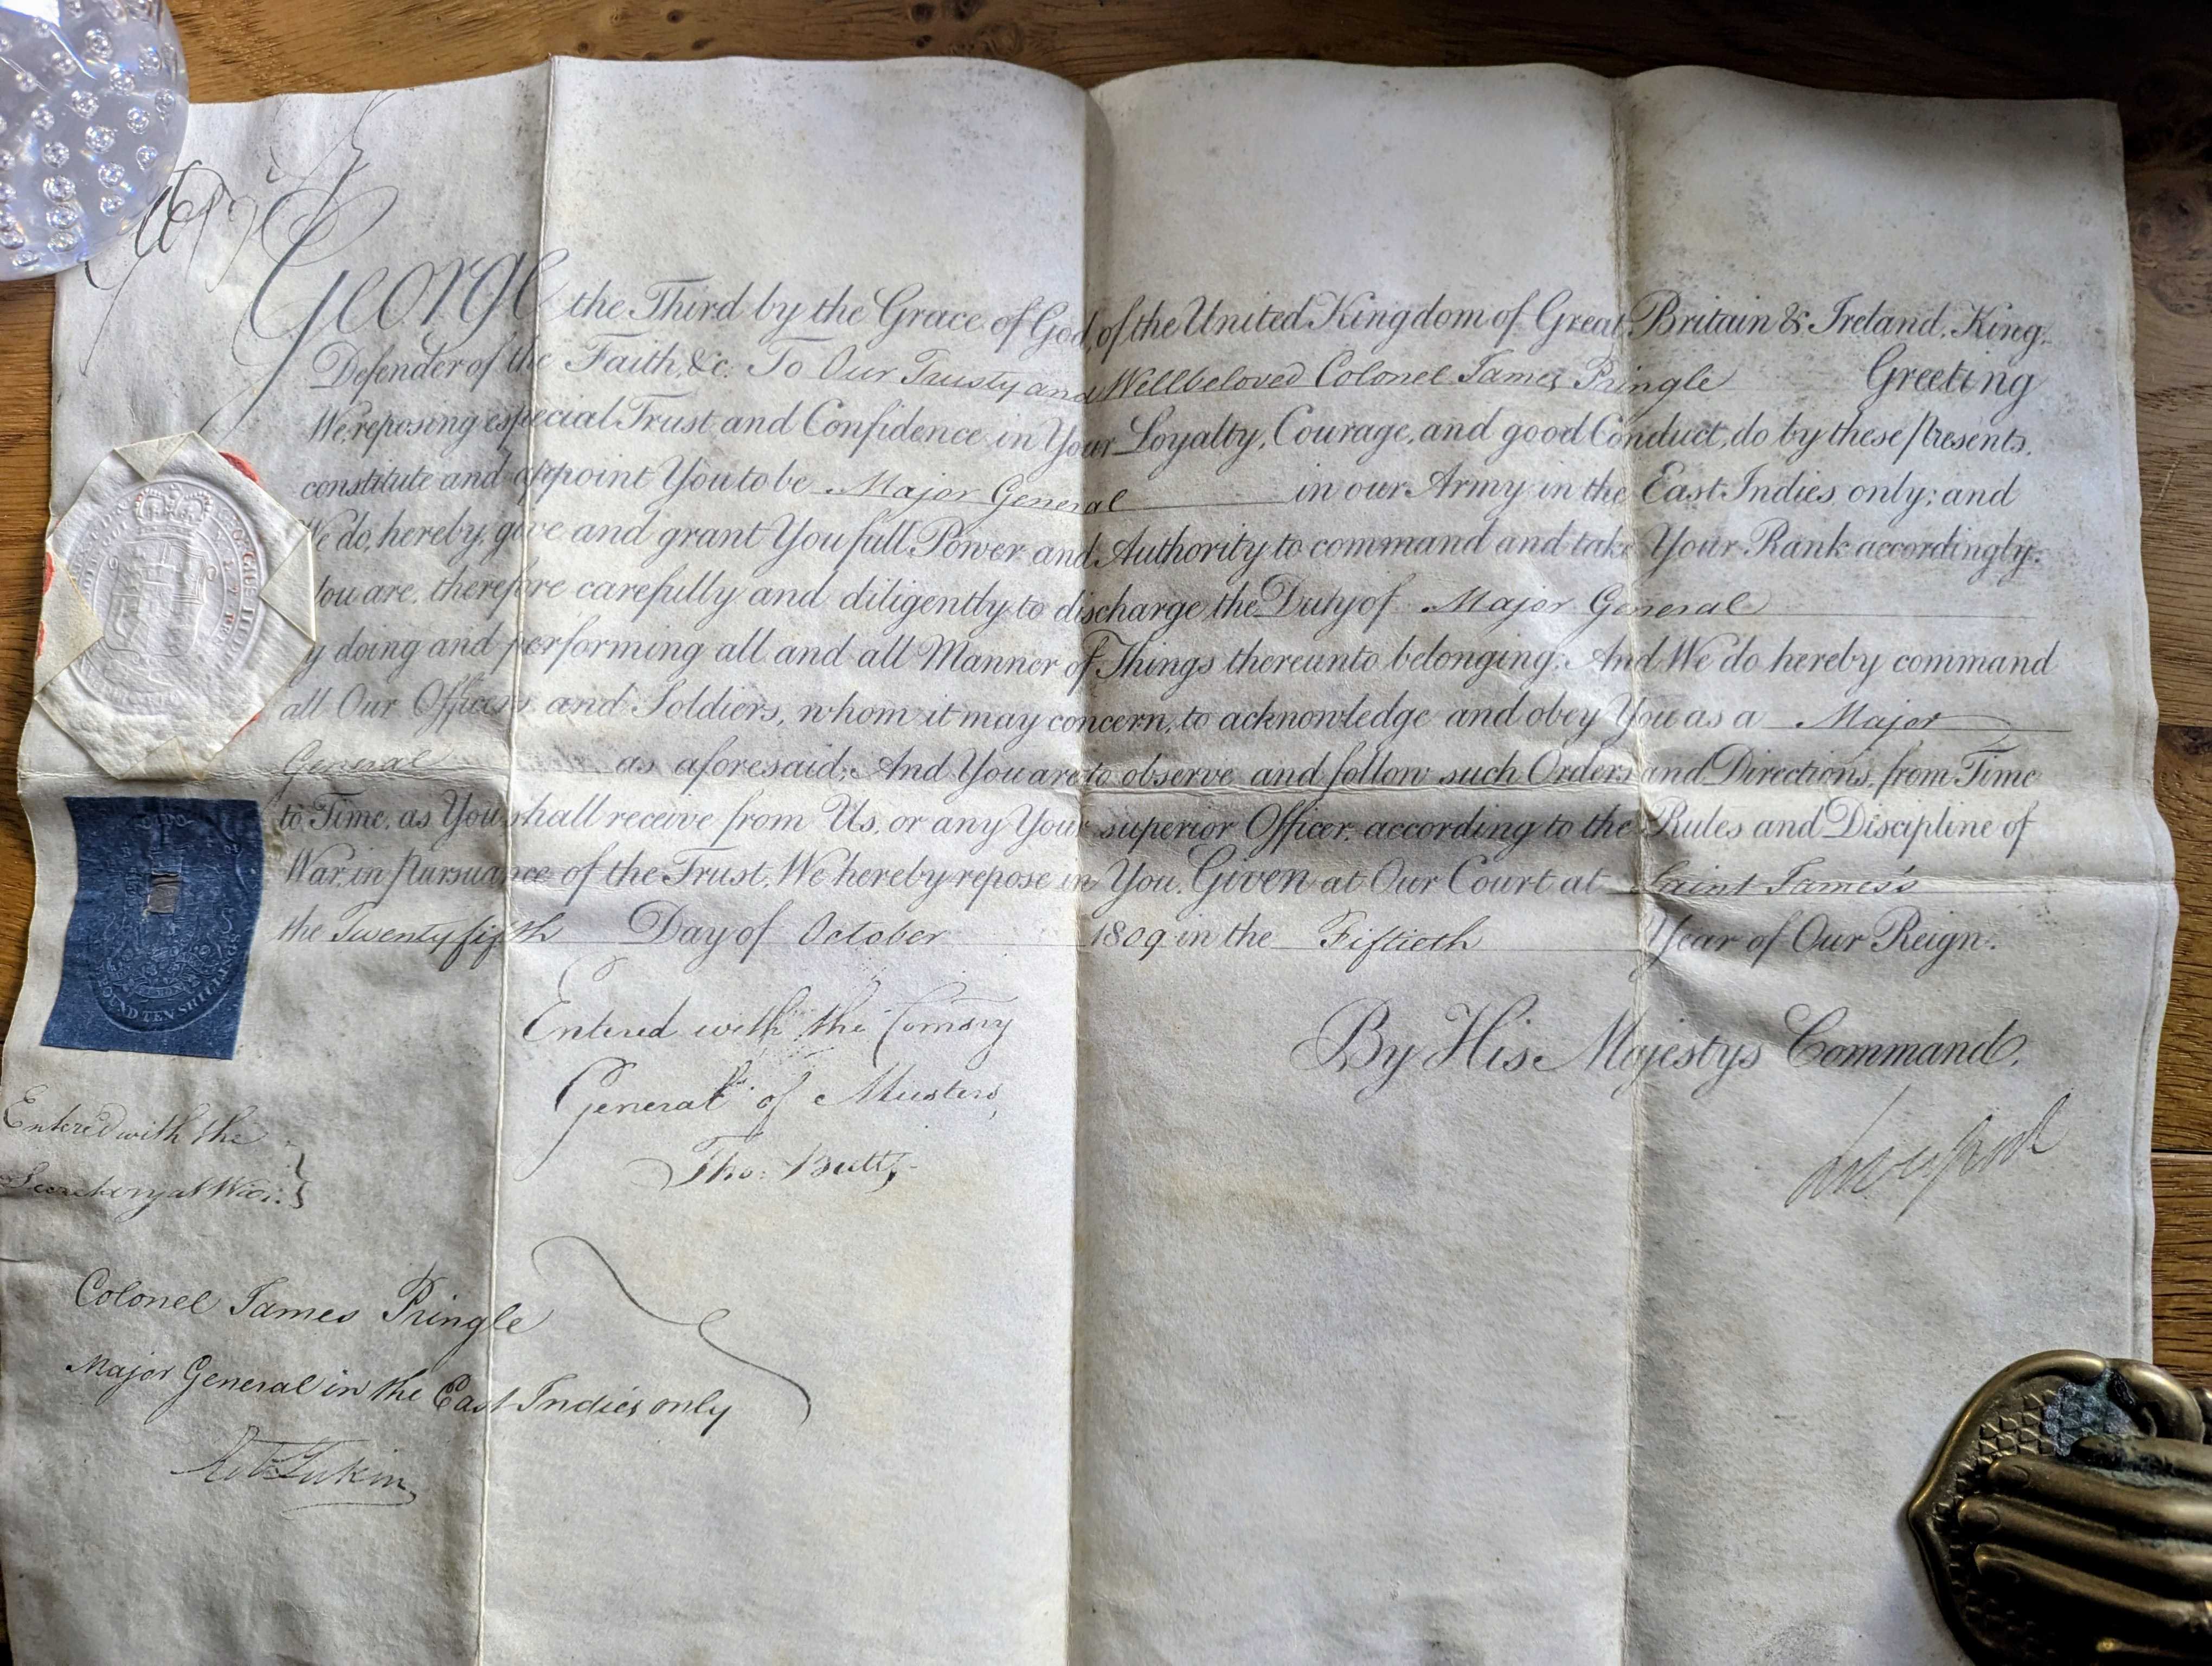 George the Third by the Grace of God, of the United Kingdom of Great Britain & Ireland, King,
Defender of the Faith, &c. To Our Trusty and Wellbeloved Colonel James Pringle Greeting
We, reposing especial Trust and Confidence in Your Loyalty, Courage, and good Conduct, do by these Presents,
constitute and appoint You to be Major General in our Army in the East Indies only; and
We do, hereby, give and grant You full Power and Authority to command and take Your Rank accordingly.
You are, therefore carefully and diligently to discharge the Duty of Major General
y doing and performing all and all Manner of Things thereunto belonging; And We do hereby command
all Our Officers and Soldiers, whom it may concern, to acknowledge and obey You as a Major
General as aforesaid; And You are to observe and follow such Orders and Directions, from Time
to Time, as You shall receive from Us, or any Your superior Officer, according to the Rules and Discipline of
War, in Pursuance of the Trust, We hereby repose in You. Given at Our Court at Saint James's
the Twenty fifth Day of October 1809 in the Fiftieth Year of Our Reign.
By His Majestys Command.
Liverpool
Entered with the Comsry
General of Musters,
Tho: Butts
Entered with the
Secretary at War.
Colonel James Pringle
Major General in the East Indies only
GEORGIUS III
POUND TEN SHILLINGS